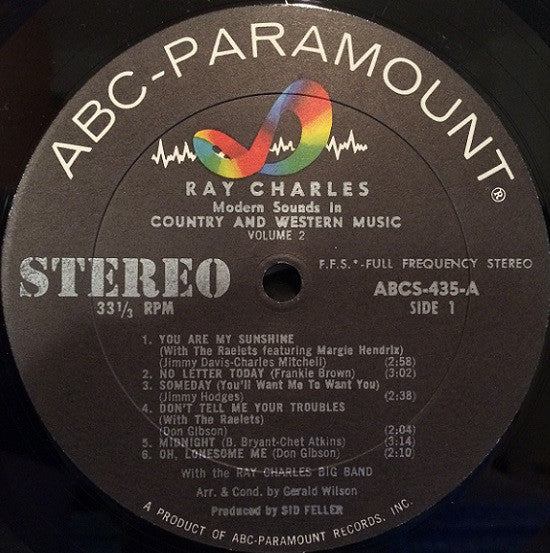 ABC-PARAMOUNT®
RAY CHARLES
Modern Sounds in
COUNTRY AND WESTERN MUSIC
VOLUME 2
STEREO
33⅓ RPM
F.F.S.*-FULL FREQUENCY STEREO
ABCS-435-A
SIDE 1
1. YOU ARE MY SUNSHINE
(With The Raelets featuring Margie Hendrix)
(Jimmy Davis-Charles Mitchell) (2:58)
2. NO LETTER TODAY (Frankie Brown) (3:02)
3. SOMEDAY (You'll Want Me To Want You)
(Jimmy Hodges) (2:38)
4. DON'T TELL ME YOUR TROUBLES
(With The Raelets)
(Don Gibson) (2:04)
5. MIDNIGHT (B. Bryant-Chet Atkins) (3:14)
6. OH, LONESOME ME (Don Gibson) (2:10)
With the RAY CHARLES BIG BAND
Arr. & Cond. by Gerald Wilson
Produced by SID FELLER
A PRODUCT OF ABC-PARAMOUNT RECORDS, INC.